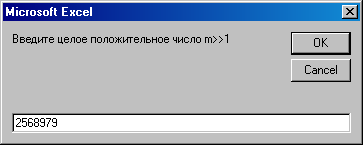 Microsoft Excel
Введите целое положительное число m>>1
OK
Cancel
2568979